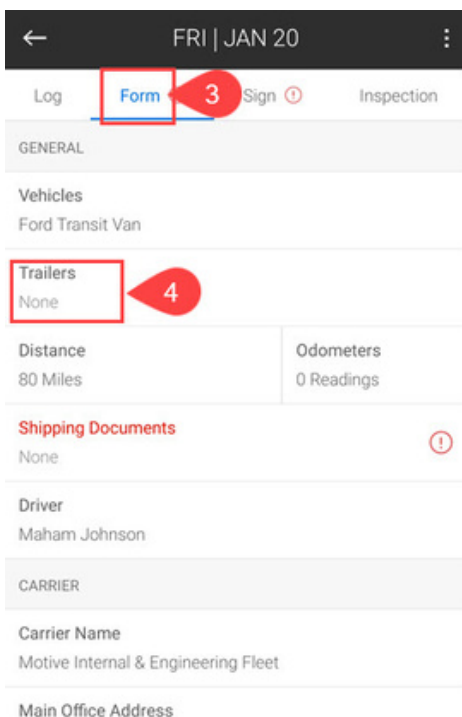 FRI | JAN 20
Log Form 3 Sign Inspection
GENERAL
Vehicles
Ford Transit Van
Trailers
None
4
Distance Odometers
80 Miles 0 Readings
Shipping Documents
None
Driver
Maham Johnson
CARRIER
Carrier Name
Motive Internal & Engineering Fleet
Main Office Address